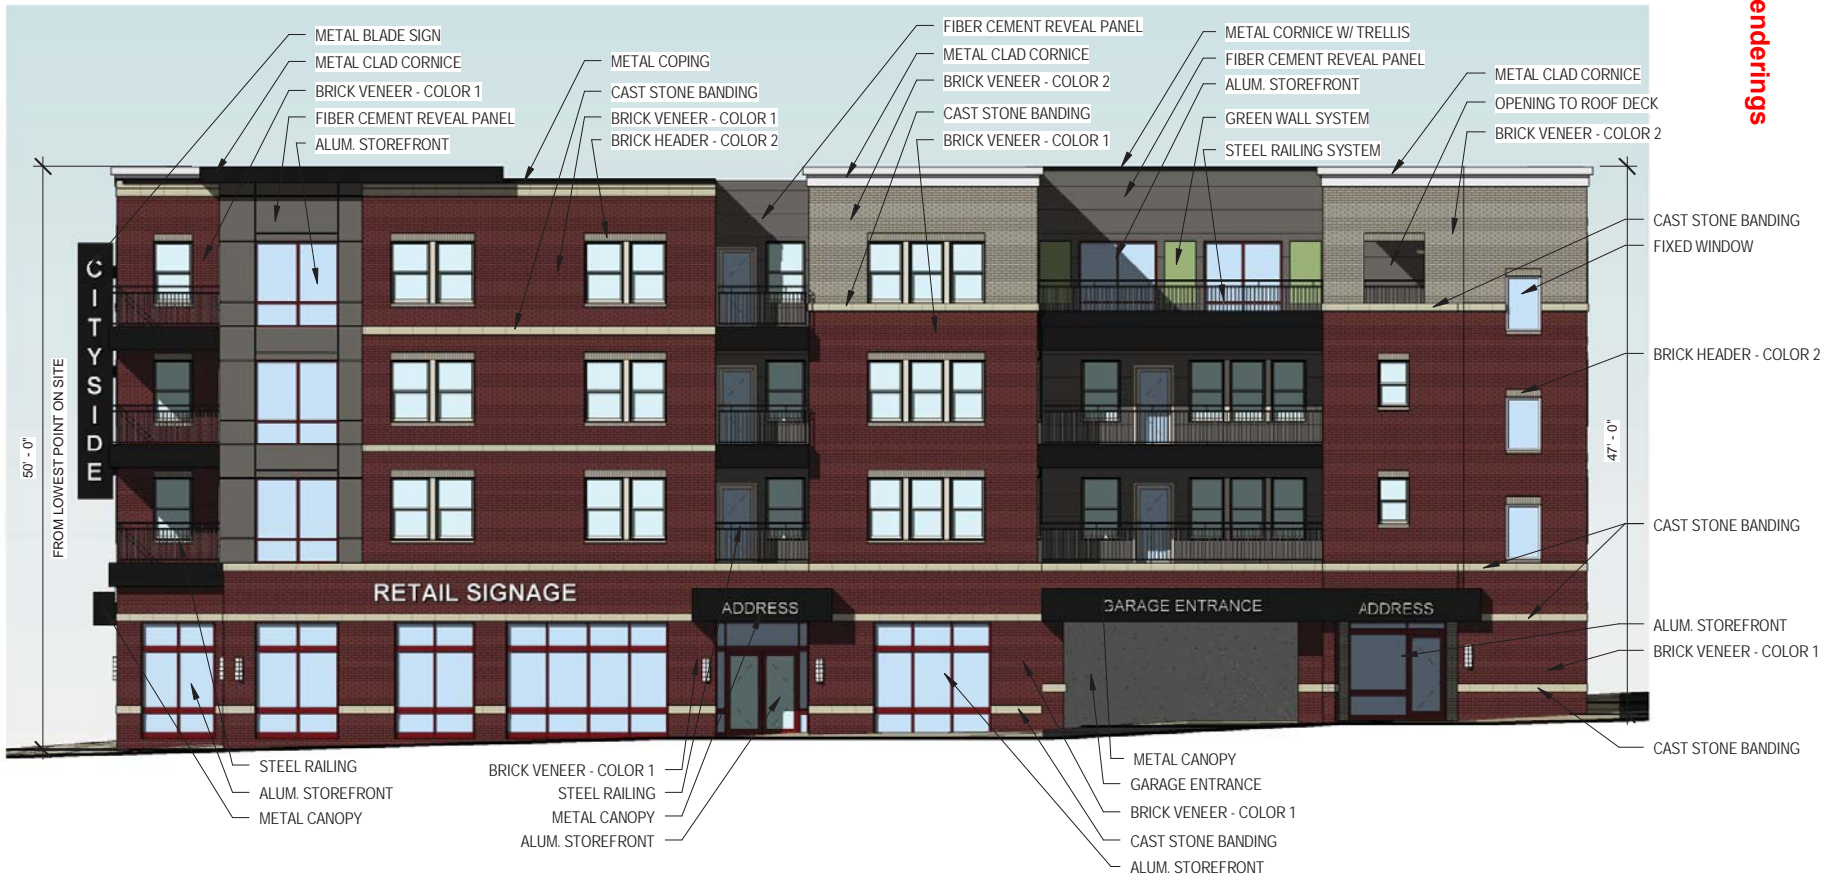 enderings
METAL BLADE SIGN
METAL CLAD CORNICE
BRICK VENEER - COLOR 1
FIBER CEMENT REVEAL PANEL
ALUM. STOREFRONT
METAL COPING
CAST STONE BANDING
BRICK VENEER - COLOR 1
BRICK HEADER - COLOR 2
FIBER CEMENT REVEAL PANEL
METAL CLAD CORNICE
BRICK VENEER - COLOR 2
CAST STONE BANDING
BRICK VENEER - COLOR 1
METAL CORNICE W/ TRELLIS
FIBER CEMENT REVEAL PANEL
ALUM. STOREFRONT
GREEN WALL SYSTEM
STEEL RAILING SYSTEM
METAL CLAD CORNICE
OPENING TO ROOF DECK
BRICK VENEER - COLOR 2
CAST STONE BANDING
FIXED WINDOW
BRICK HEADER - COLOR 2
CAST STONE BANDING
ALUM. STOREFRONT
BRICK VENEER - COLOR 1
CAST STONE BANDING
50' - 0"
FROM LOWEST POINT ON SITE
47' - 0"
CITYSIDE
RETAIL SIGNAGE
ADDRESS
GARAGE ENTRANCE
ADDRESS
STEEL RAILING
ALUM. STOREFRONT
METAL CANOPY
BRICK VENEER - COLOR 1
STEEL RAILING
METAL CANOPY
ALUM. STOREFRONT
METAL CANOPY
GARAGE ENTRANCE
BRICK VENEER - COLOR 1
CAST STONE BANDING
ALUM. STOREFRONT